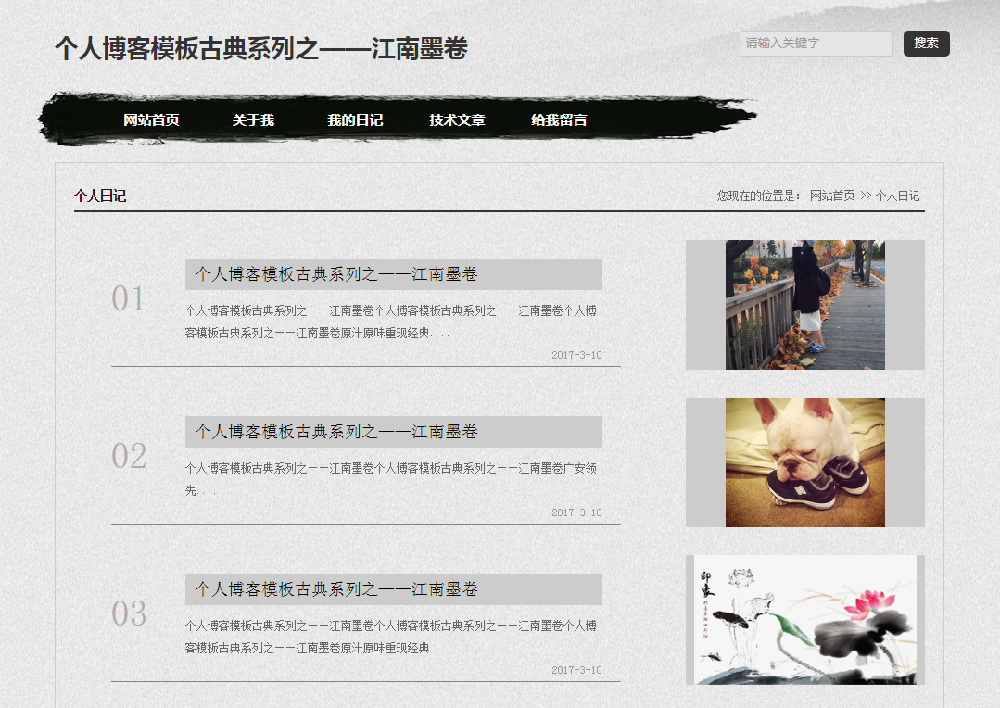 个人博客模板古典系列之——江南墨卷
请输入关键字
搜索
网站首页 关于我 我的日记 技术文章 给我留言
个人日记
您现在的位置是： 网站首页 >> 个人日记
01
个人博客模板古典系列之——江南墨卷
个人博客模板古典系列之——江南墨卷个人博客模板古典系列之——江南墨卷个人博
客模板古典系列之——江南墨卷原汁原味重现经典....
2017-3-10
02
个人博客模板古典系列之——江南墨卷
个人博客模板古典系列之——江南墨卷个人博客模板古典系列之——江南墨卷广安领
先....
2017-3-10
03
个人博客模板古典系列之——江南墨卷
个人博客模板古典系列之——江南墨卷个人博客模板古典系列之——江南墨卷个人博
客模板古典系列之——江南墨卷原汁原味重现经典....
2017-3-10
印象